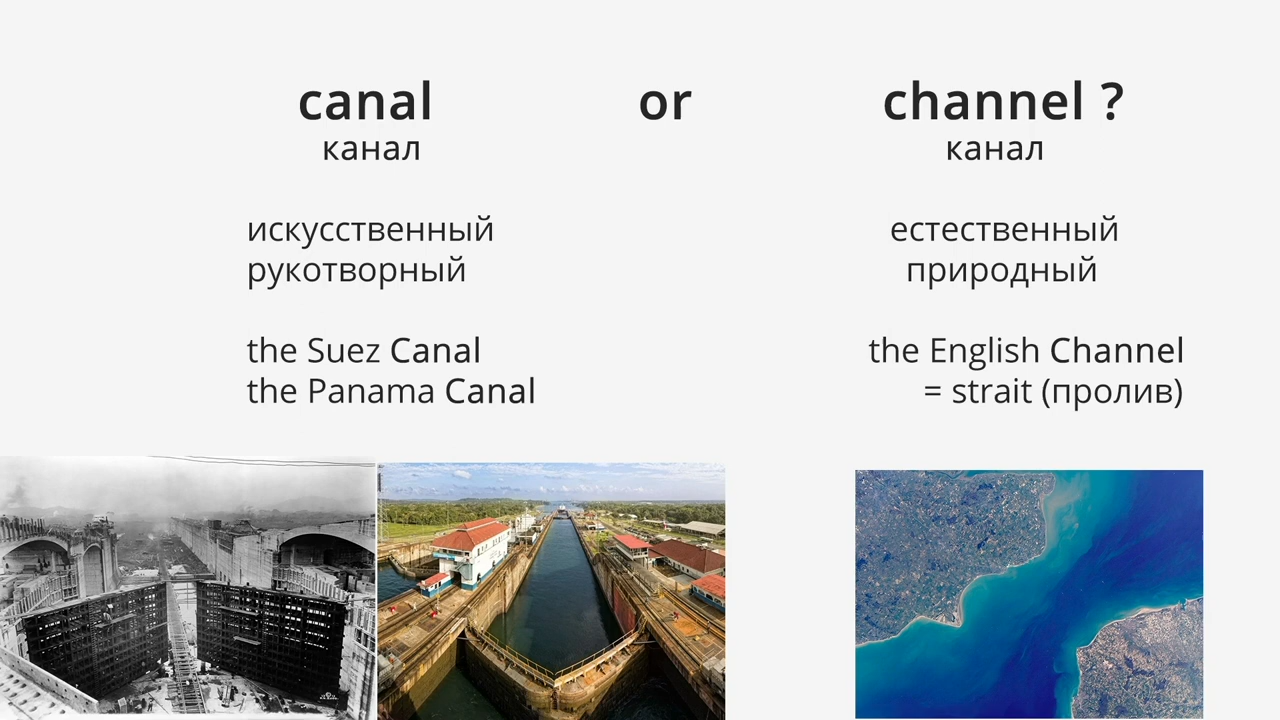 canal or channel ?
канал канал
искусственный естественный
рукотворный природный
the Suez Canal the English Channel
the Panama Canal = strait (пролив)